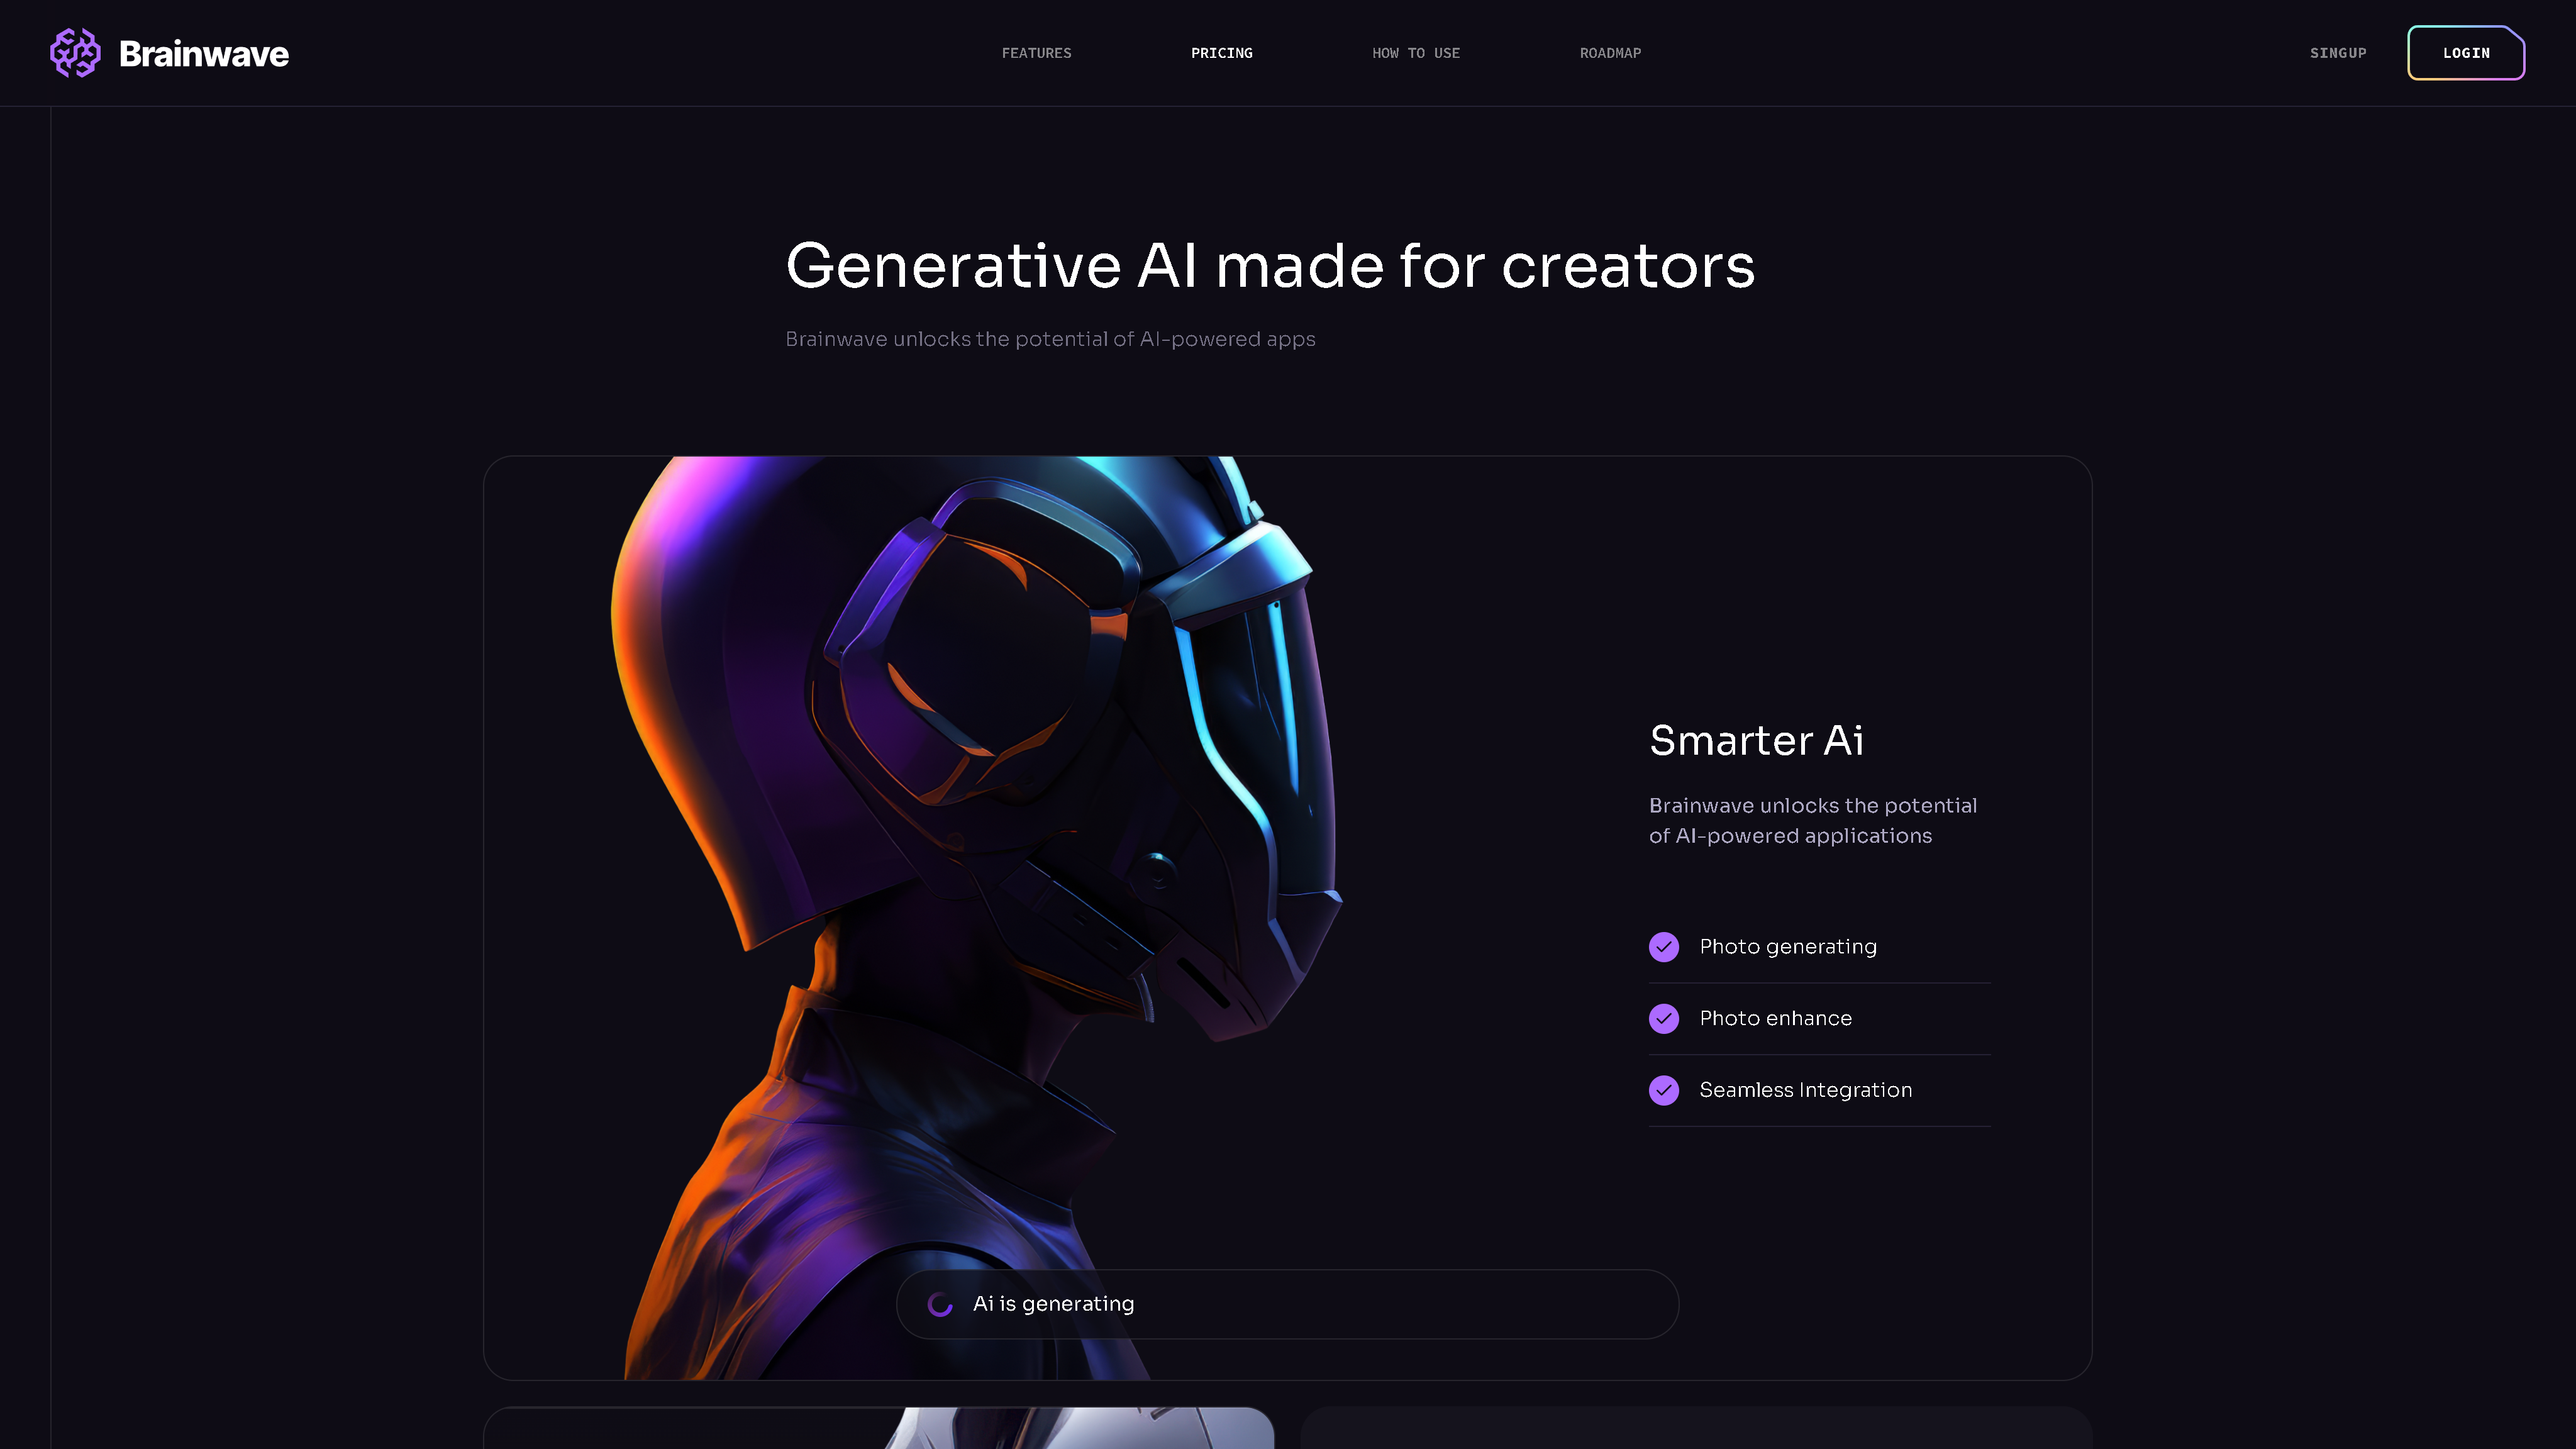 Brainwave
FEATURES
PRICING
HOW TO USE
ROADMAP
SINGUP
LOGIN
Generative AI made for creators
Brainwave unlocks the potential of AI-powered apps
Smarter Ai
Brainwave unlocks the potential
of AI-powered applications
Photo generating
Photo enhance
Seamless Integration
Ai is generating